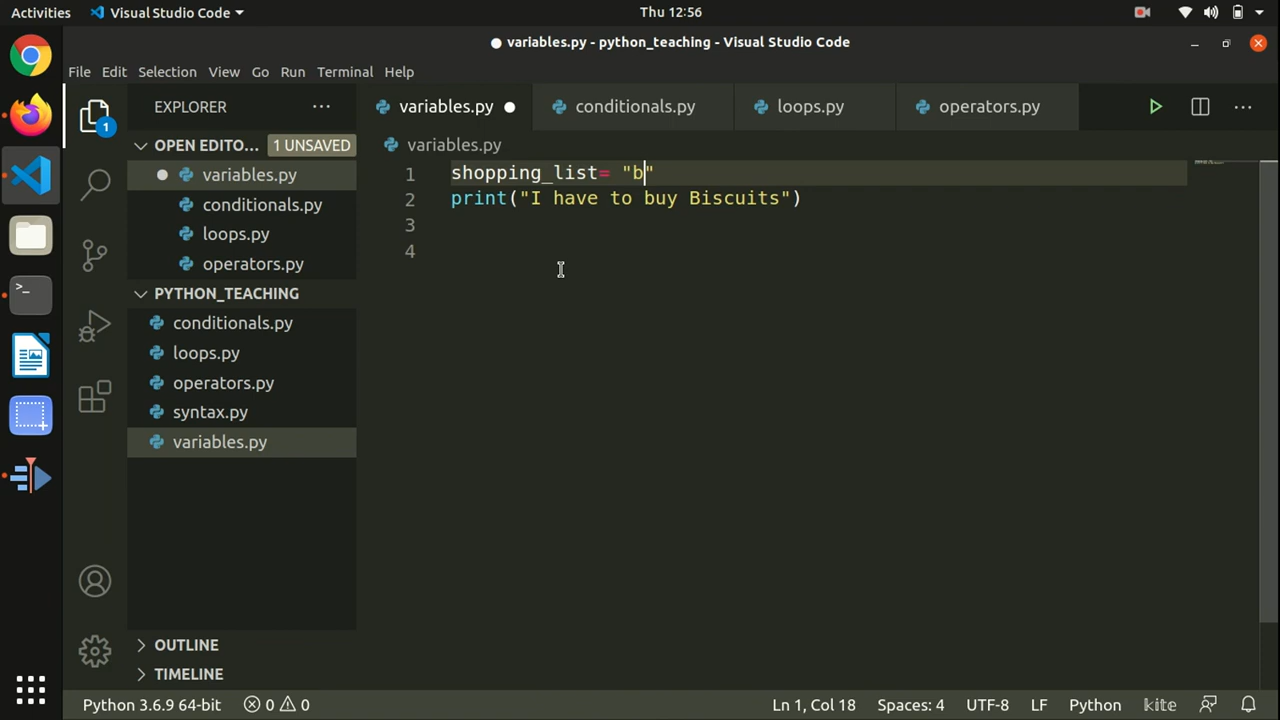 Activities
Visual Studio Code
Thu 12:56
● variables.py - python_teaching - Visual Studio Code
File Edit Selection View Go Run Terminal Help
1
EXPLORER ···
variables.py
conditionals.py
loops.py
operators.py
OPEN EDITO... 1 UNSAVED
variables.py
conditionals.py
loops.py
operators.py
PYTHON_TEACHING
conditionals.py
loops.py
operators.py
syntax.py
variables.py
OUTLINE
TIMELINE
variables.py
1 shopping_list= "b"
2 print("I have to buy Biscuits")
3
4
Python 3.6.9 64-bit 0 0 Ln 1, Col 18 Spaces: 4 UTF-8 LF Python kite